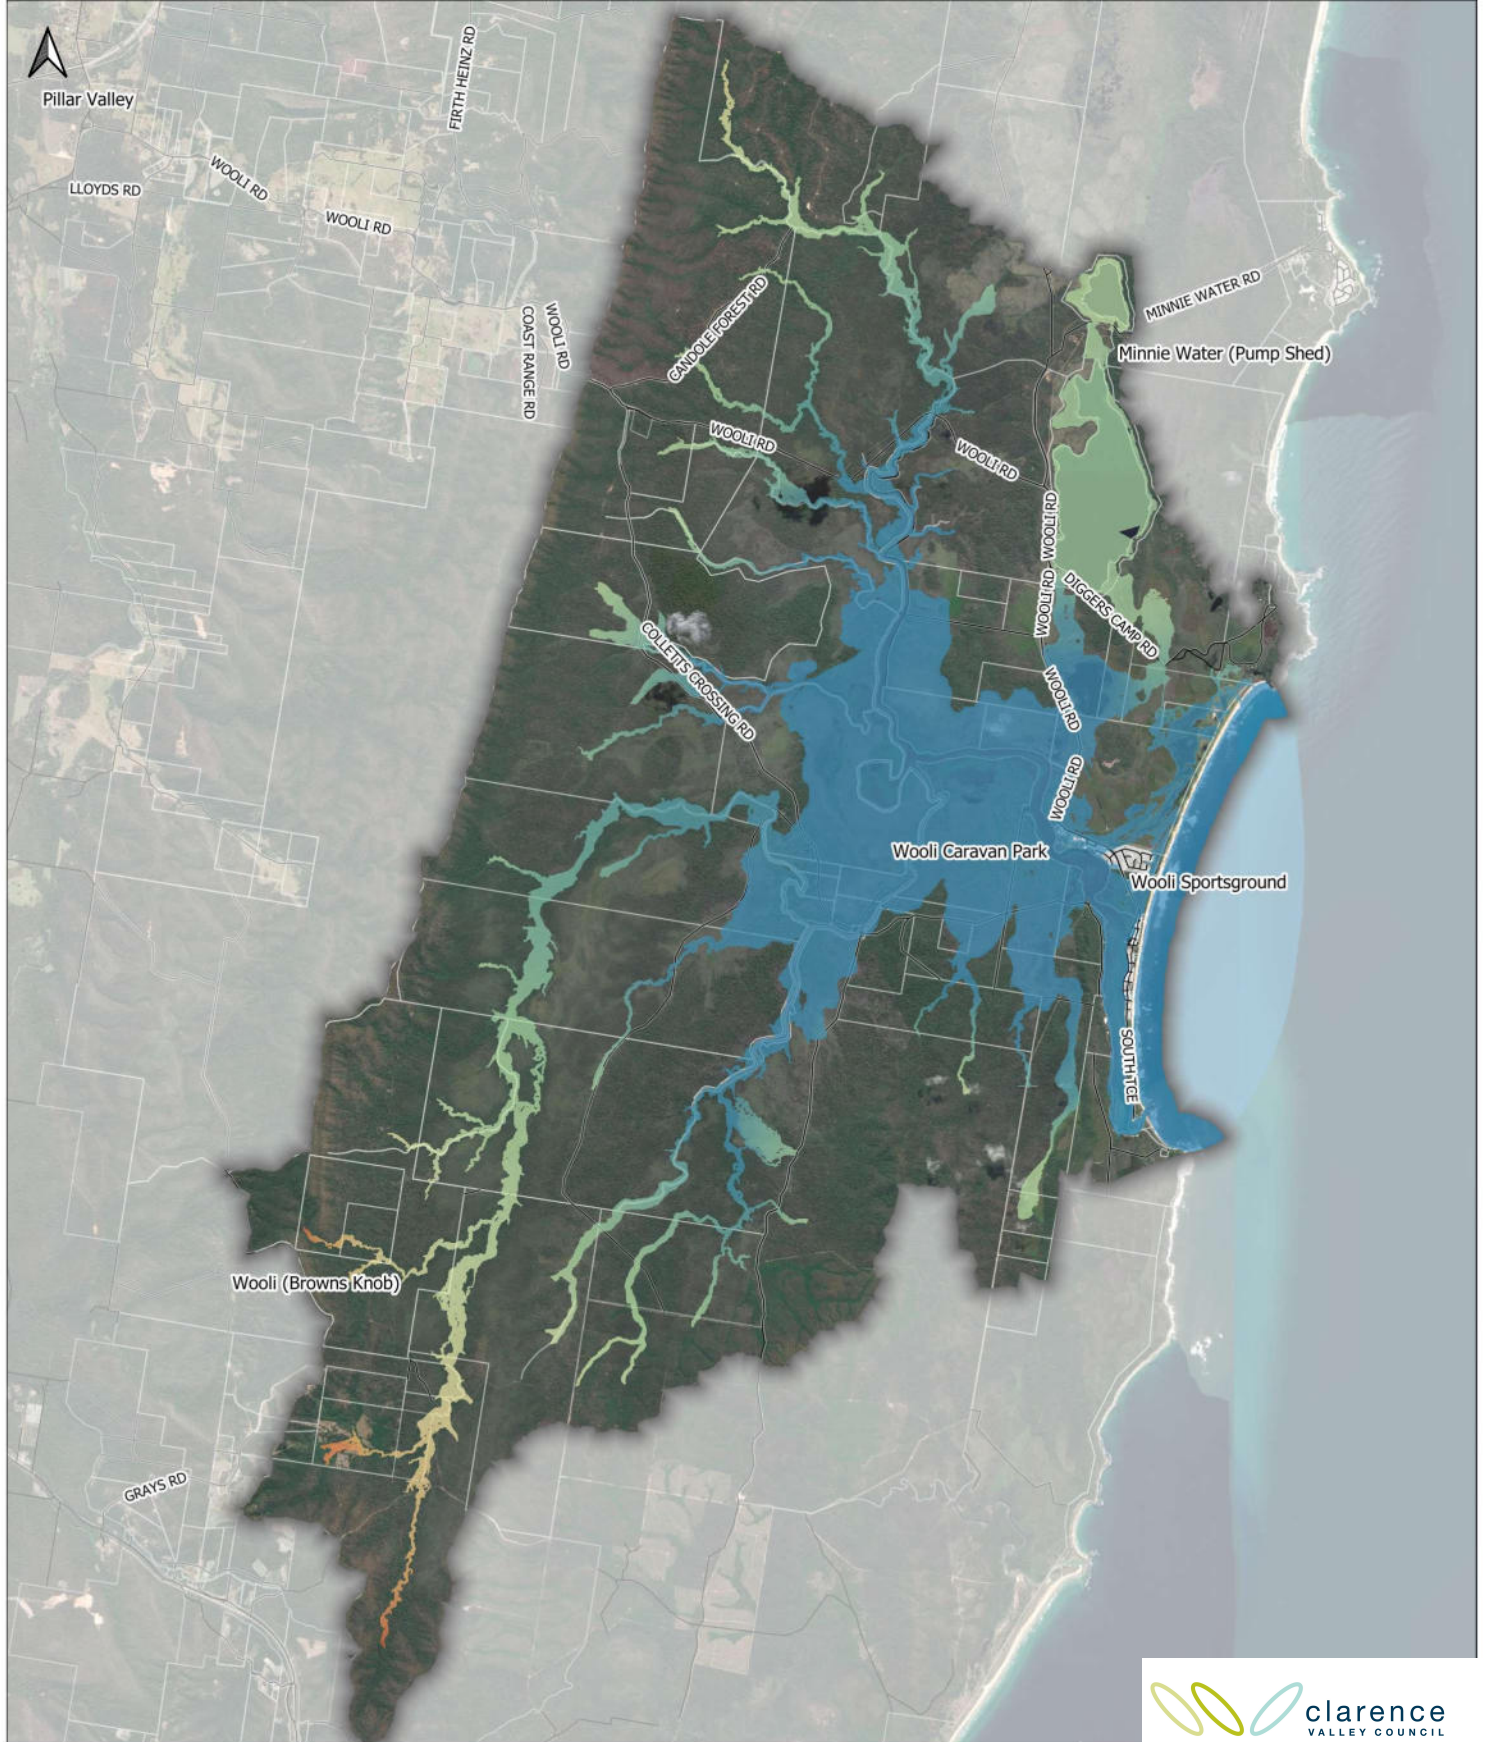 FIRTH HEINZ RD
Pillar Valley
WOOLI RD
LLOYDS RD
WOOLI RD
MINNIE WATER RD
CANDOLE FOREST RD
WOOLI RD
COAST RANGE RD
Minnie Water (Pump Shed)
WOOLI RD
WOOLI RD
WOOLI RD
WOOLI RD
DIGGERS CAMP RD
COLLETTS CROSSING RD
WOOLI RD
WOOLI RD
Wooli Caravan Park
Wooli Sportsground
SOUTH TCE
Wooli (Browns Knob)
GRAYS RD
clarence
VALLEY COUNCIL